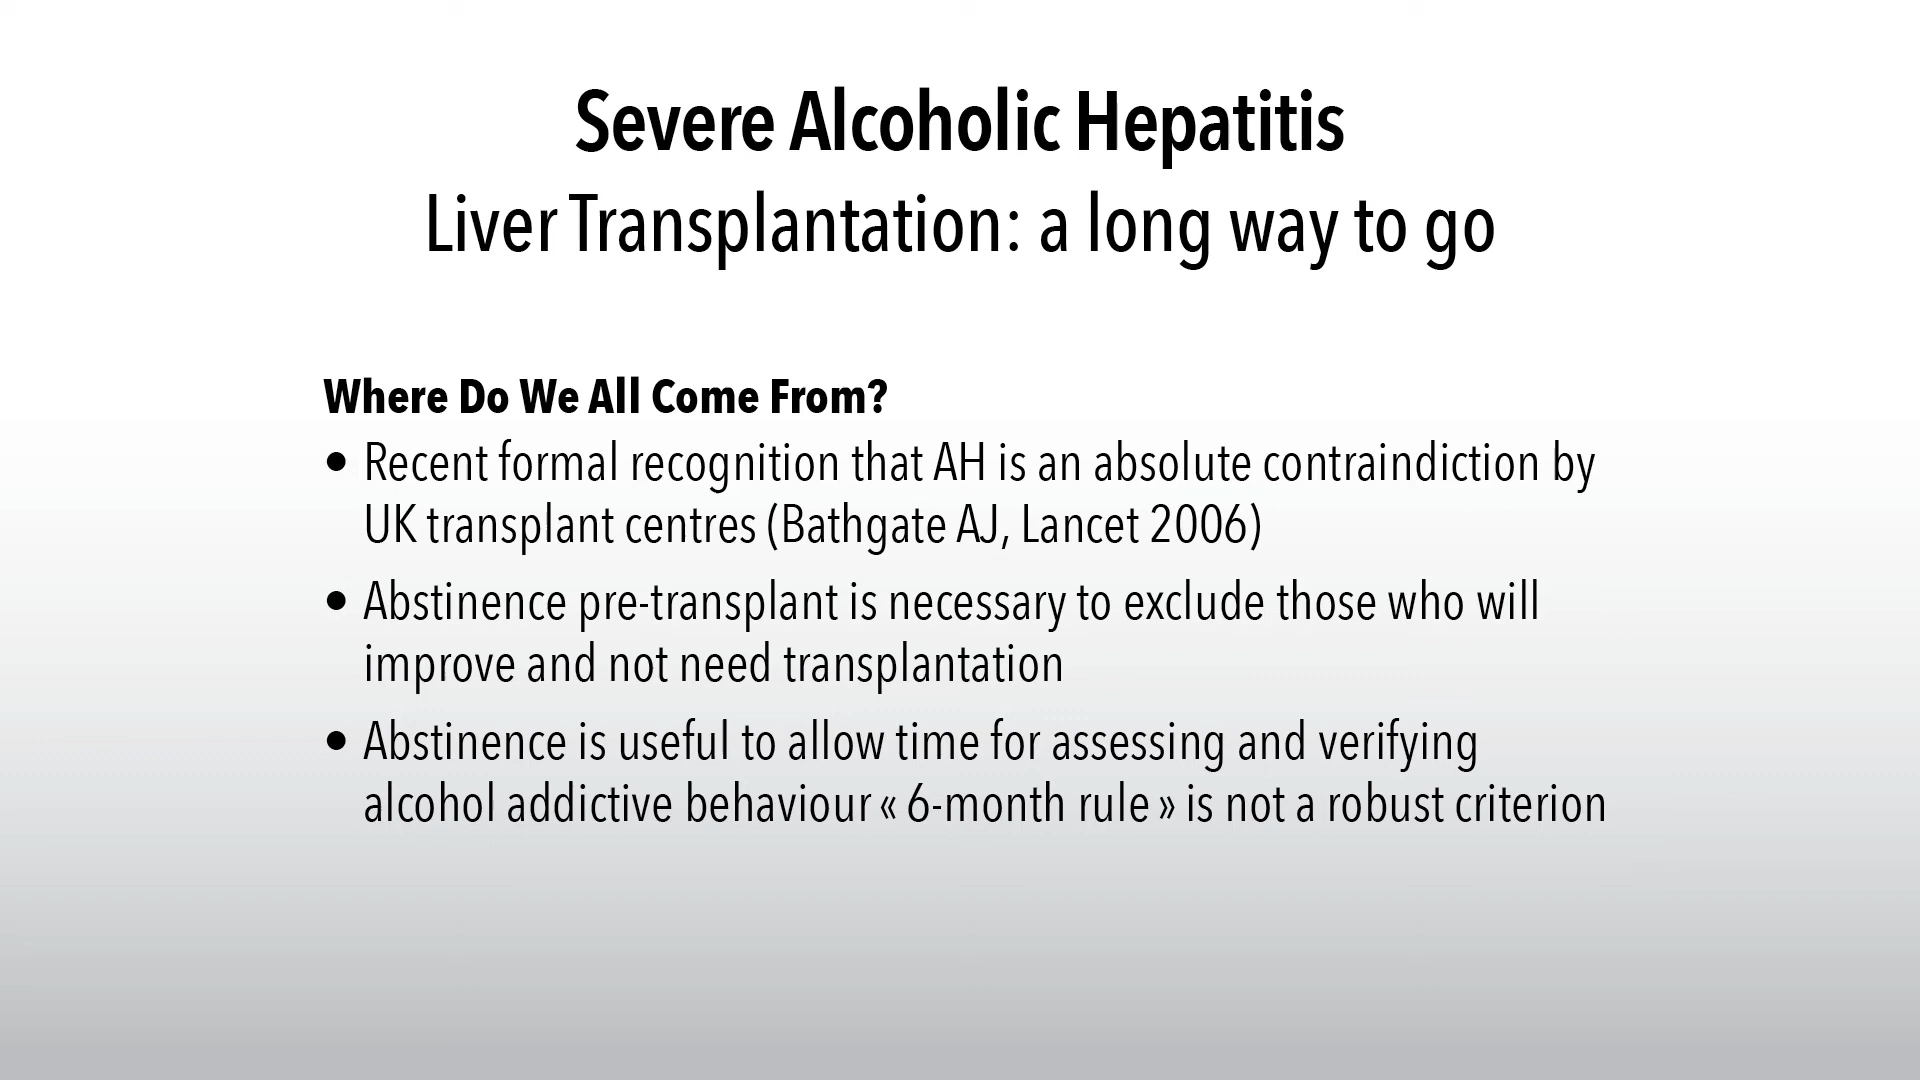 Severe Alcoholic Hepatitis
Liver Transplantation: a long way to go
Where Do We All Come From?
• Recent formal recognition that AH is an absolute contraindiction by
UK transplant centres (Bathgate AJ, Lancet 2006)
• Abstinence pre-transplant is necessary to exclude those who will
improve and not need transplantation
• Abstinence is useful to allow time for assessing and verifying
alcohol addictive behaviour « 6-month rule » is not a robust criterion